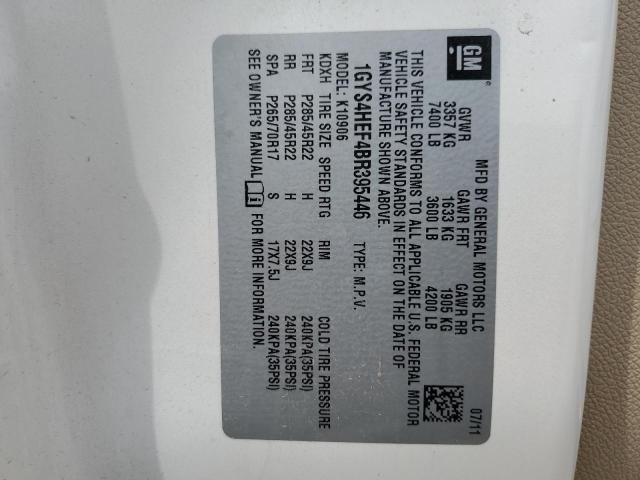 GM
MFD BY GENERAL MOTORS LLC 07/11
GVWR GAWR FRT GAWR RR
3357 KG 1633 KG 1905 KG
7400 LB 3600 LB 4200 LB
THIS VEHICLE CONFORMS TO ALL APPLICABLE U.S. FEDERAL MOTOR
VEHICLE SAFETY STANDARDS IN EFFECT ON THE DATE OF
MANUFACTURE SHOWN ABOVE.
1GYS4HEF4BR395446 TYPE: M.P.V.
MODEL: K10906
KDXH TIRE SIZE SPEED RTG RIM COLD TIRE PRESSURE
FRT P285/45R22 H 22X9J 240KPA(35PSI)
RR P285/45R22 H 22X9J 240KPA(35PSI)
SPA P265/70R17 S 17X7.5J 240KPA(35PSI)
SEE OWNER'S MANUAL FOR MORE INFORMATION.